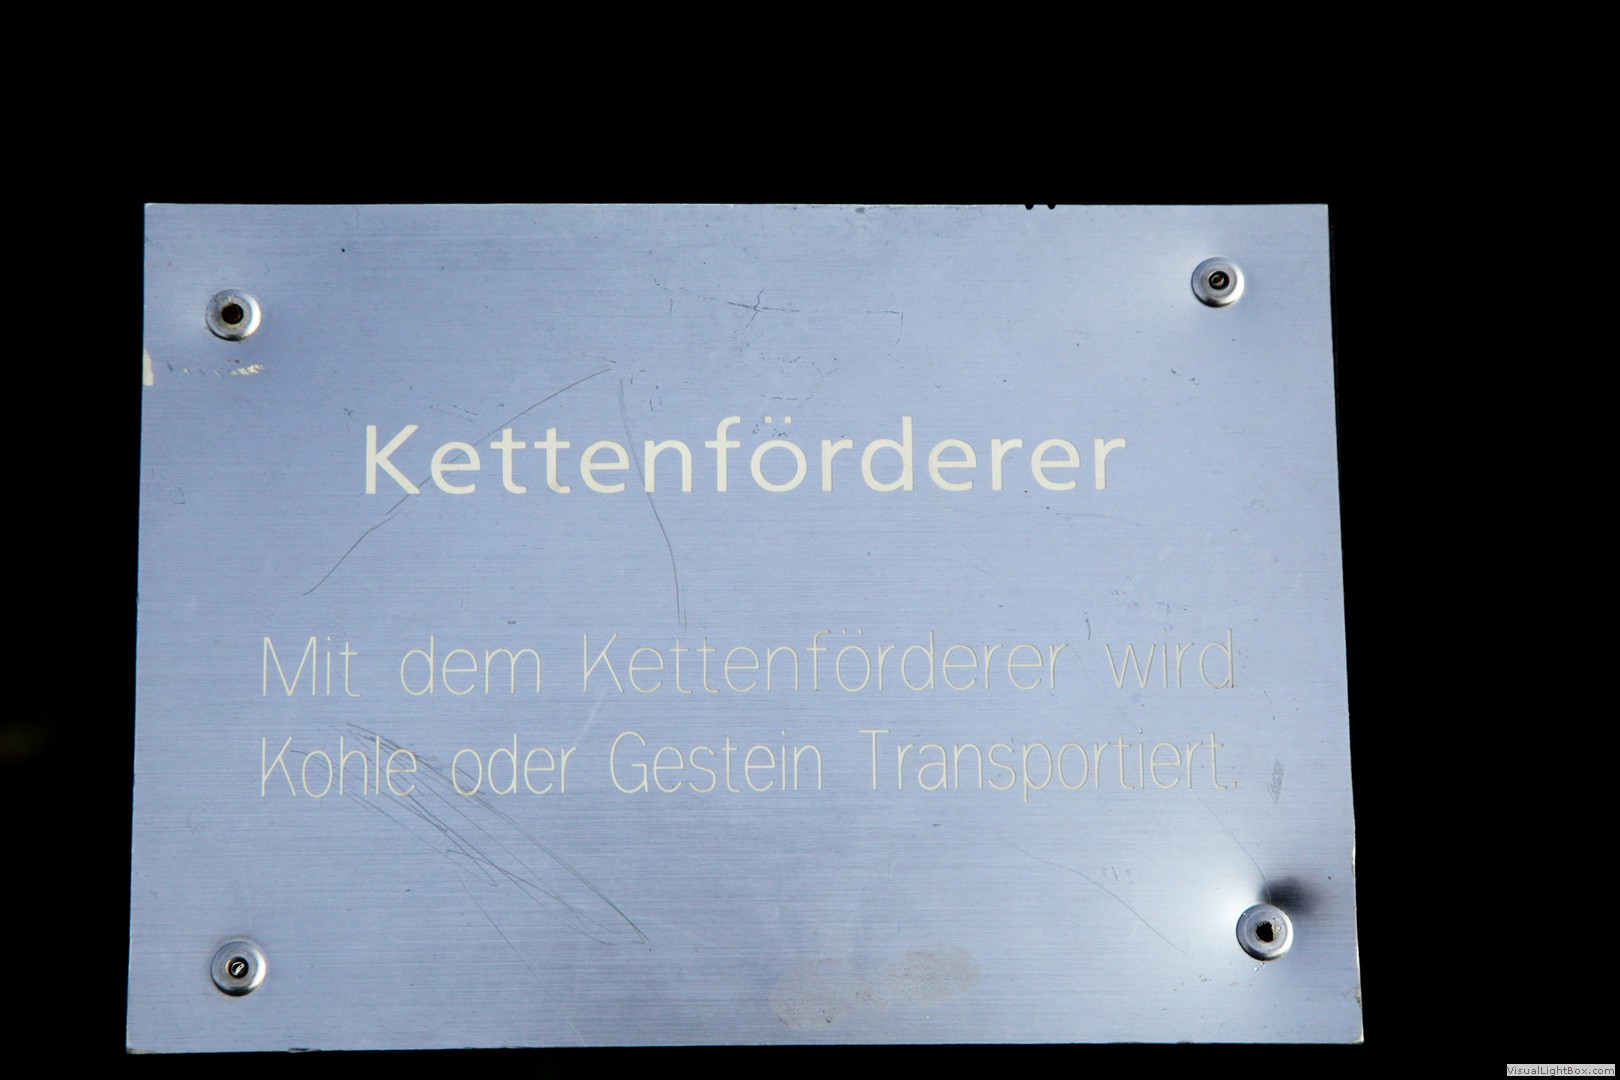 Kettenförderer
Mit dem Kettenförderer wird
Kohle oder Gestein Transportiert.
VisualLightBox.com